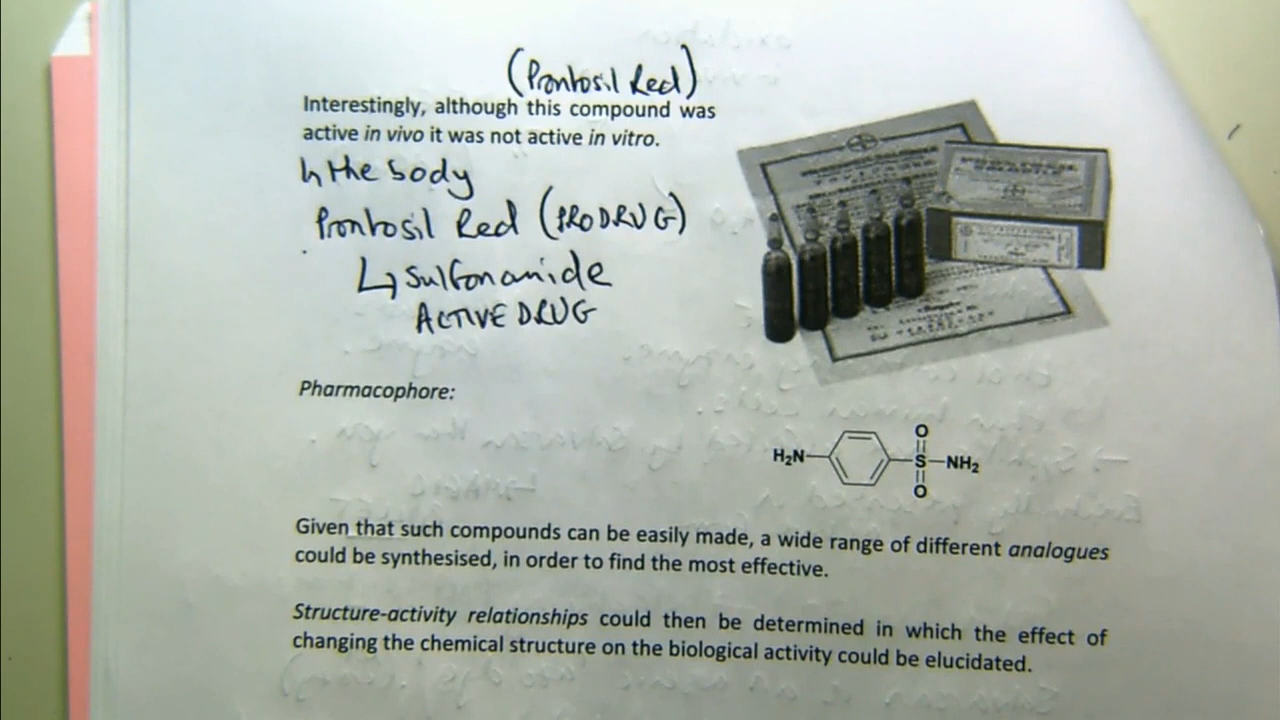 (Prontosil Red)
Interestingly, although this compound was
active in vivo it was not active in vitro.
In the body
Prontosil Red (PRODRUG)
↳ Sulfonamide
ACTIVE DRUG
Pharmacophore:
O
H₂N S NH₂
O
Given that such compounds can be easily made, a wide range of different analogues
could be synthesised, in order to find the most effective.
Structure-activity relationships could then be determined in which the effect of
changing the chemical structure on the biological activity could be elucidated.